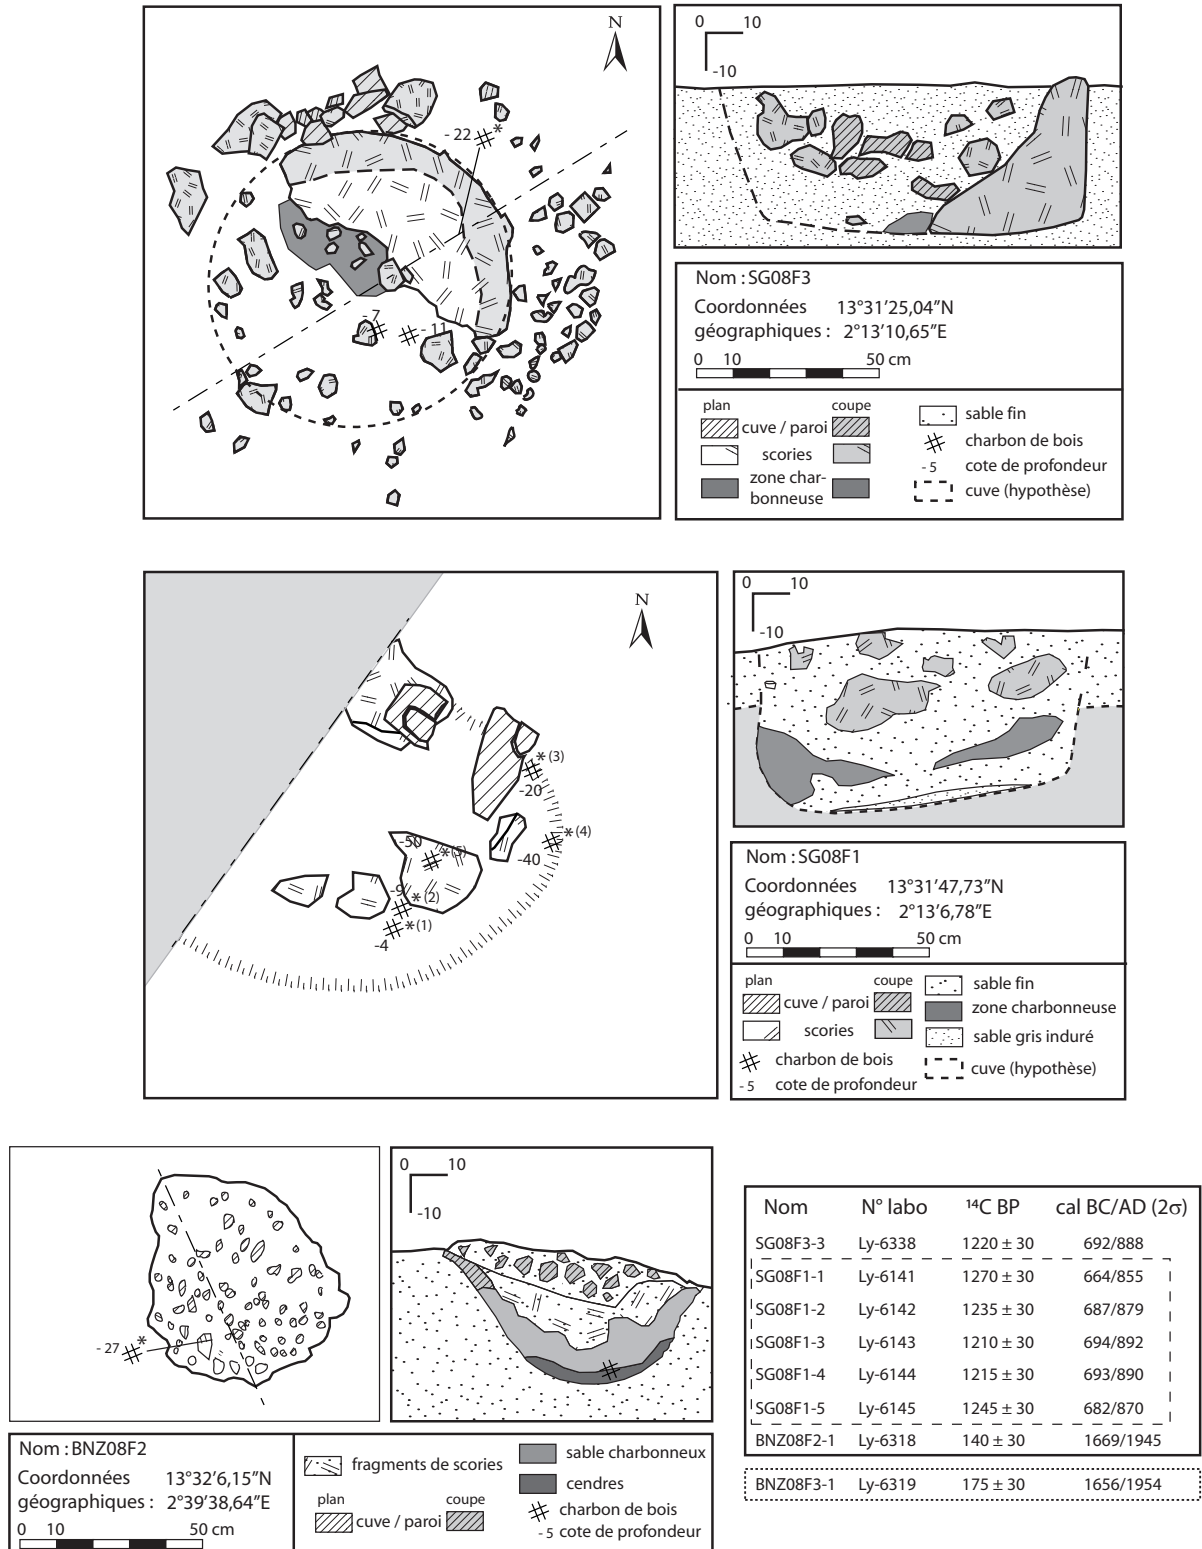 N
- 22 *
- 7
- 11
0 10
-10
Nom : SG08F3
Coordonnées 13°31'25,04"N
géographiques : 2°13'10,65"E
0 10 50 cm
plan coupe
cuve / paroi
scories
zone char-
bonneuse
sable fin
charbon de bois
- 5 cote de profondeur
cuve (hypothèse)
N
*(3)
-20
*(4)
-40
-50
*(5)
-9
*(2)
*(1)
-4
0 10
-10
Nom : SG08F1
Coordonnées 13°31'47,73"N
géographiques : 2°13'6,78"E
0 10 50 cm
plan coupe
cuve / paroi
scories
charbon de bois
- 5 cote de profondeur
sable fin
zone charbonneuse
sable gris induré
cuve (hypothèse)
- 27 *
0 10
-10
Nom : BNZ08F2
Coordonnées 13°32'6,15"N
géographiques : 2°39'38,64"E
0 10 50 cm
fragments de scories
plan coupe
cuve / paroi
sable charbonneux
cendres
charbon de bois
- 5 cote de profondeur
Nom N° labo ¹⁴C BP cal BC/AD (2σ)
SG08F3-3 Ly-6338 1220 ± 30 692/888
SG08F1-1 Ly-6141 1270 ± 30 664/855
SG08F1-2 Ly-6142 1235 ± 30 687/879
SG08F1-3 Ly-6143 1210 ± 30 694/892
SG08F1-4 Ly-6144 1215 ± 30 693/890
SG08F1-5 Ly-6145 1245 ± 30 682/870
BNZ08F2-1 Ly-6318 140 ± 30 1669/1945
BNZ08F3-1 Ly-6319 175 ± 30 1656/1954